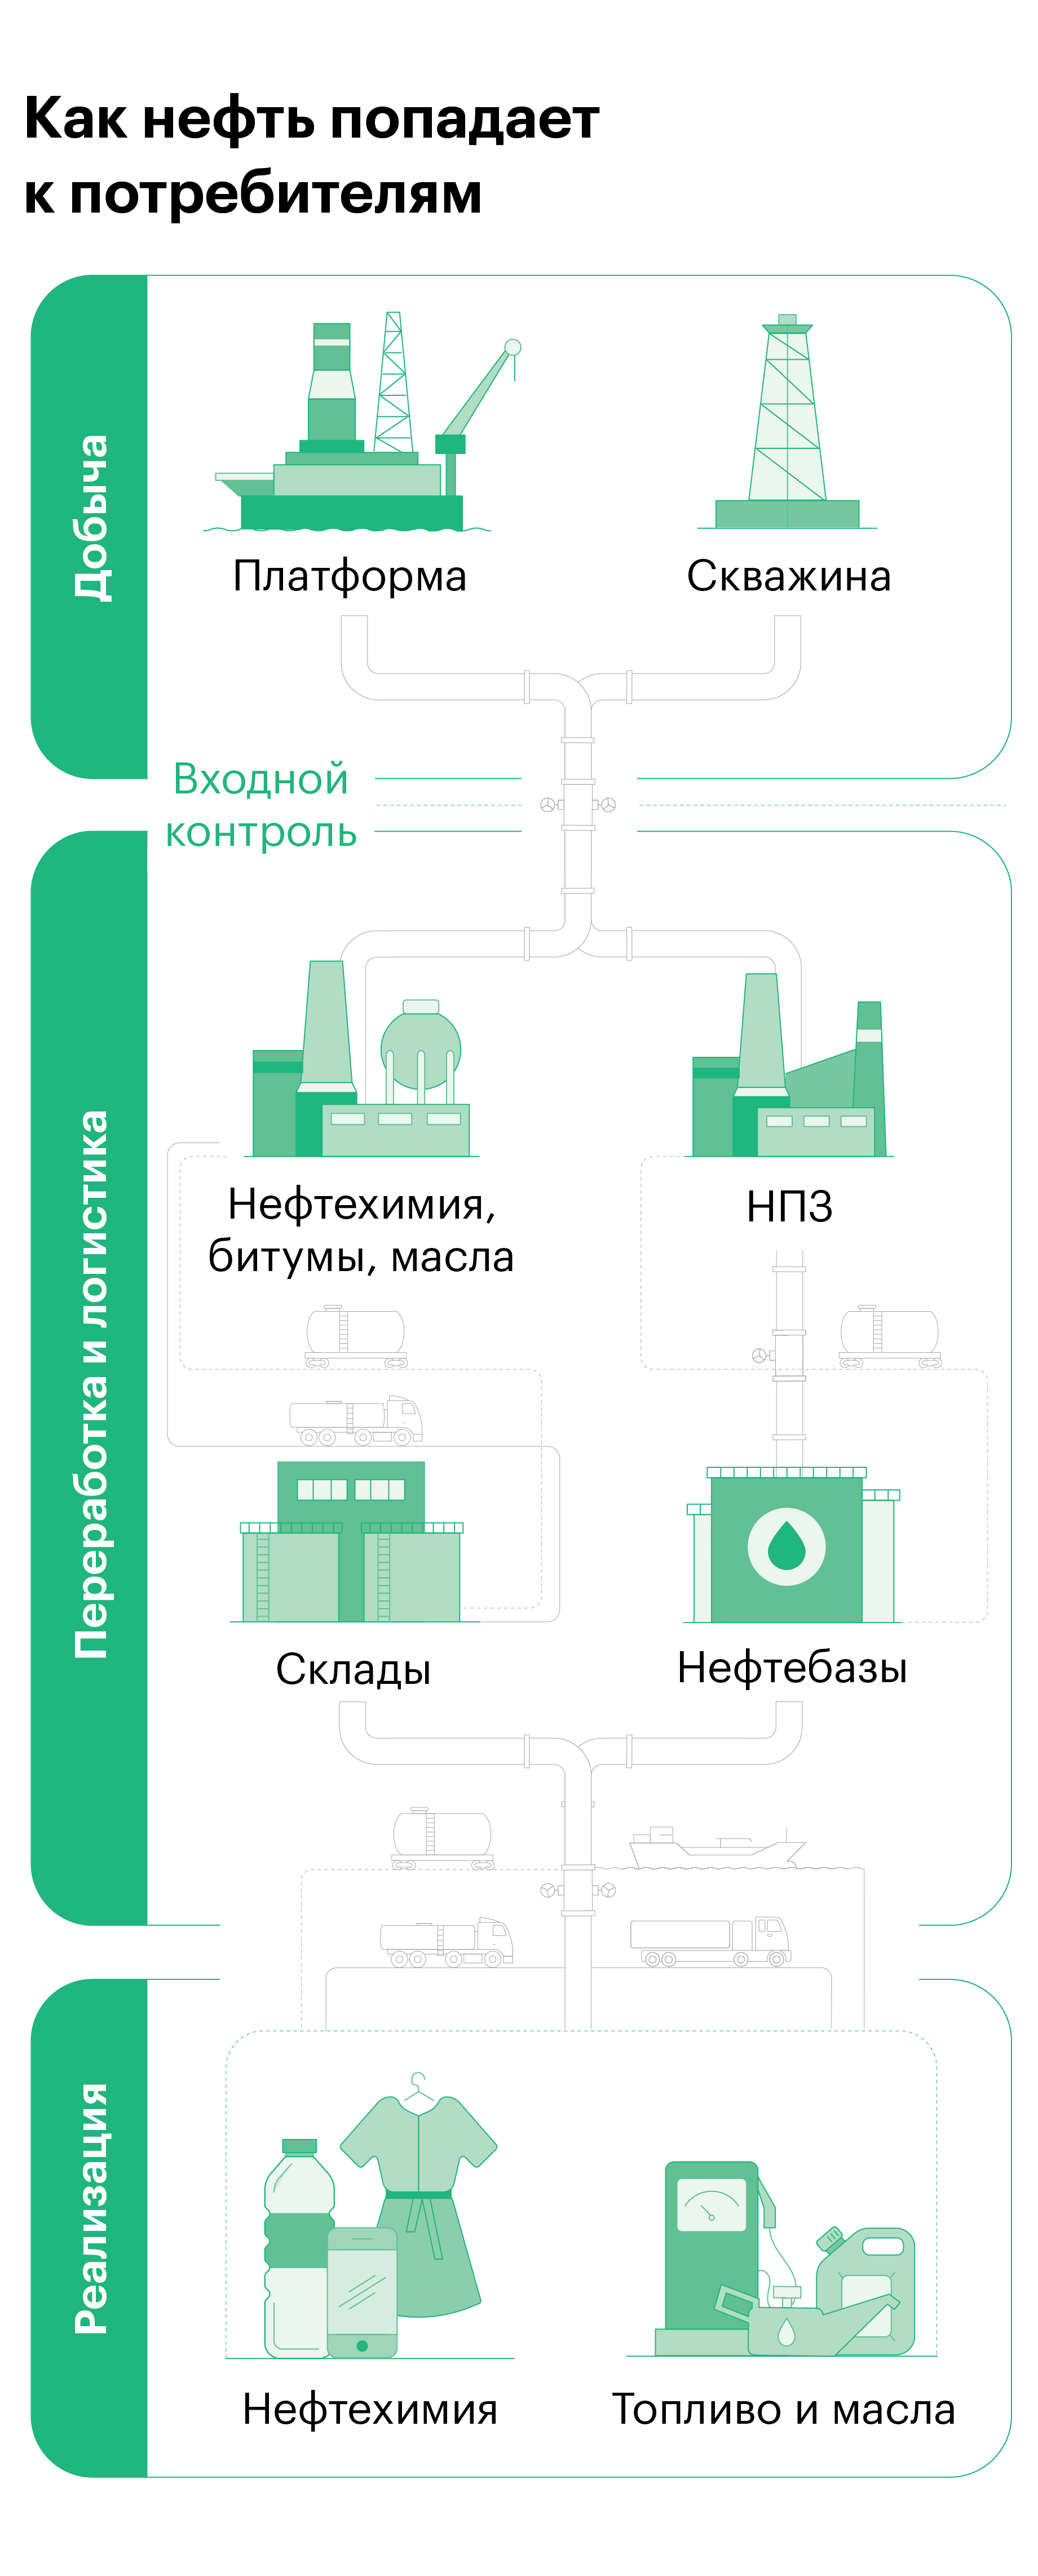 Как нефть попадает
к потребителям
Добыча
Платформа
Скважина
Входной
контроль
Переработка и логистика
Нефтехимия,
битумы, масла
НПЗ
Склады
Нефтебазы
Реализация
Нефтехимия
Топливо и масла